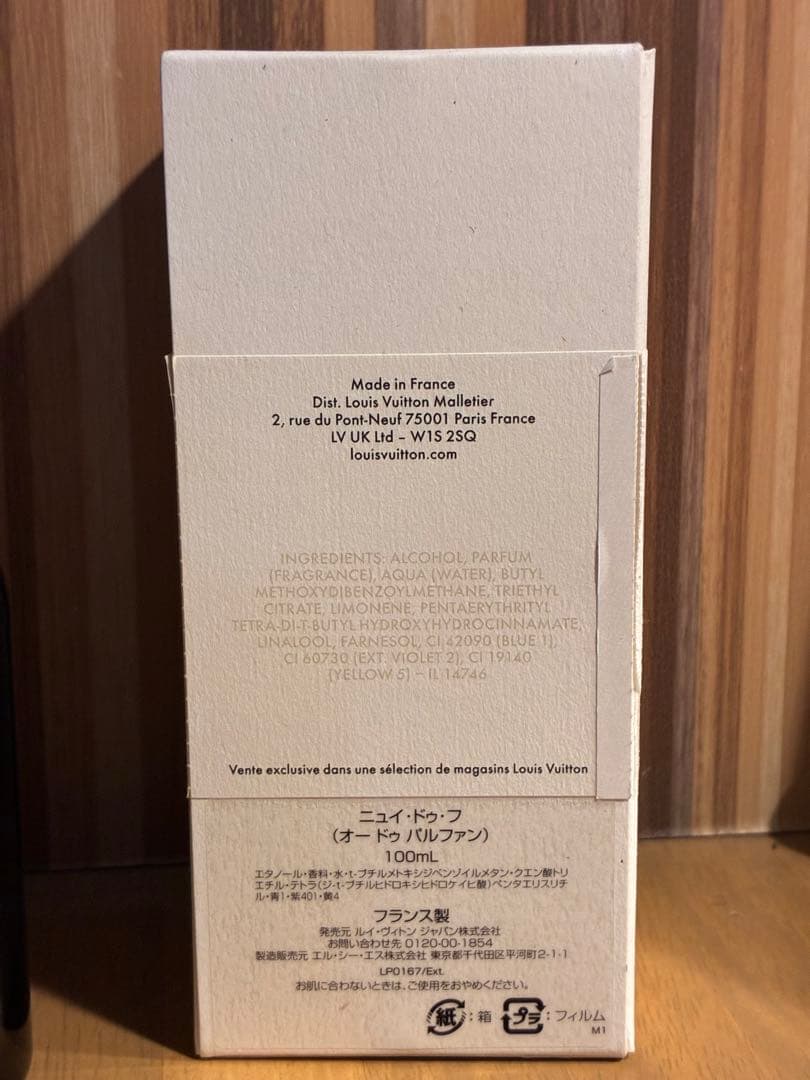 Made in France
Dist. Louis Vuitton Malletier
2, rue du Pont-Neuf 75001 Paris France
LV UK Ltd – W1S 2SQ
louisvuitton.com
INGREDIENTS: ALCOHOL, PARFUM
(FRAGRANCE), AQUA (WATER), BUTYL
METHOXYDIBENZOYLMETHANE, TRIETHYL
CITRATE, LIMONENE, PENTAERYTHRITYL
TETRA-DI-T-BUTYL HYDROXYHYDROCINNAMATE,
LINALOOL, FARNESOL, CI 42090 (BLUE 1),
CI 60730 (EXT. VIOLET 2), CI 19140
(YELLOW 5) – IL 14746
Vente exclusive dans une sélection de magasins Louis Vuitton
ニュイ・ドゥ・フ
(オー ドゥ パルファン)
100mL
エタノール・香料・水・t-ブチルメトキシジベンゾイルメタン・クエン酸トリ
エチル・テトラ(ジ-t-ブチルヒドロキシヒドロケイヒ酸)ペンタエリスリチ
ル・青1・紫401・黄4
フランス製
発売元 ルイ・ヴィトン ジャパン株式会社
お問い合わせ先 0120-00-1854
製造販売元 エル・シー・エス株式会社 東京都千代田区平河町2-1-1
LP0167/Ext.
お肌に合わないときは、ご使用をおやめください。
紙:箱 プラ:フィルム
M1